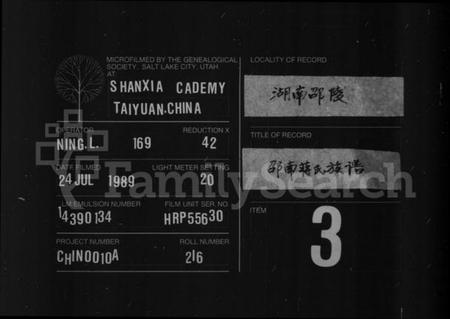 MICROFILMED BY THE GENEALOGICAL
SOCIETY, SALT LAKE CITY, UTAH
AT
SHANXIA CADEMY
TAIYUAN.CHINA
OPERATOR
REDUCTION X
NING.L. 169 42
DATE FILMED
LIGHT METER SETTING
24 JUL 1989 20
FILM EMULSION NUMBER
FILM UNIT SER. NO.
14390134 HRP55630
PROJECT NUMBER
ROLL NUMBER
CHIN0010A 216
LOCALITY OF RECORD
湖南邵陵
TITLE OF RECORD
邵南蒋氏族谱
ITEM
3
FamilySearch